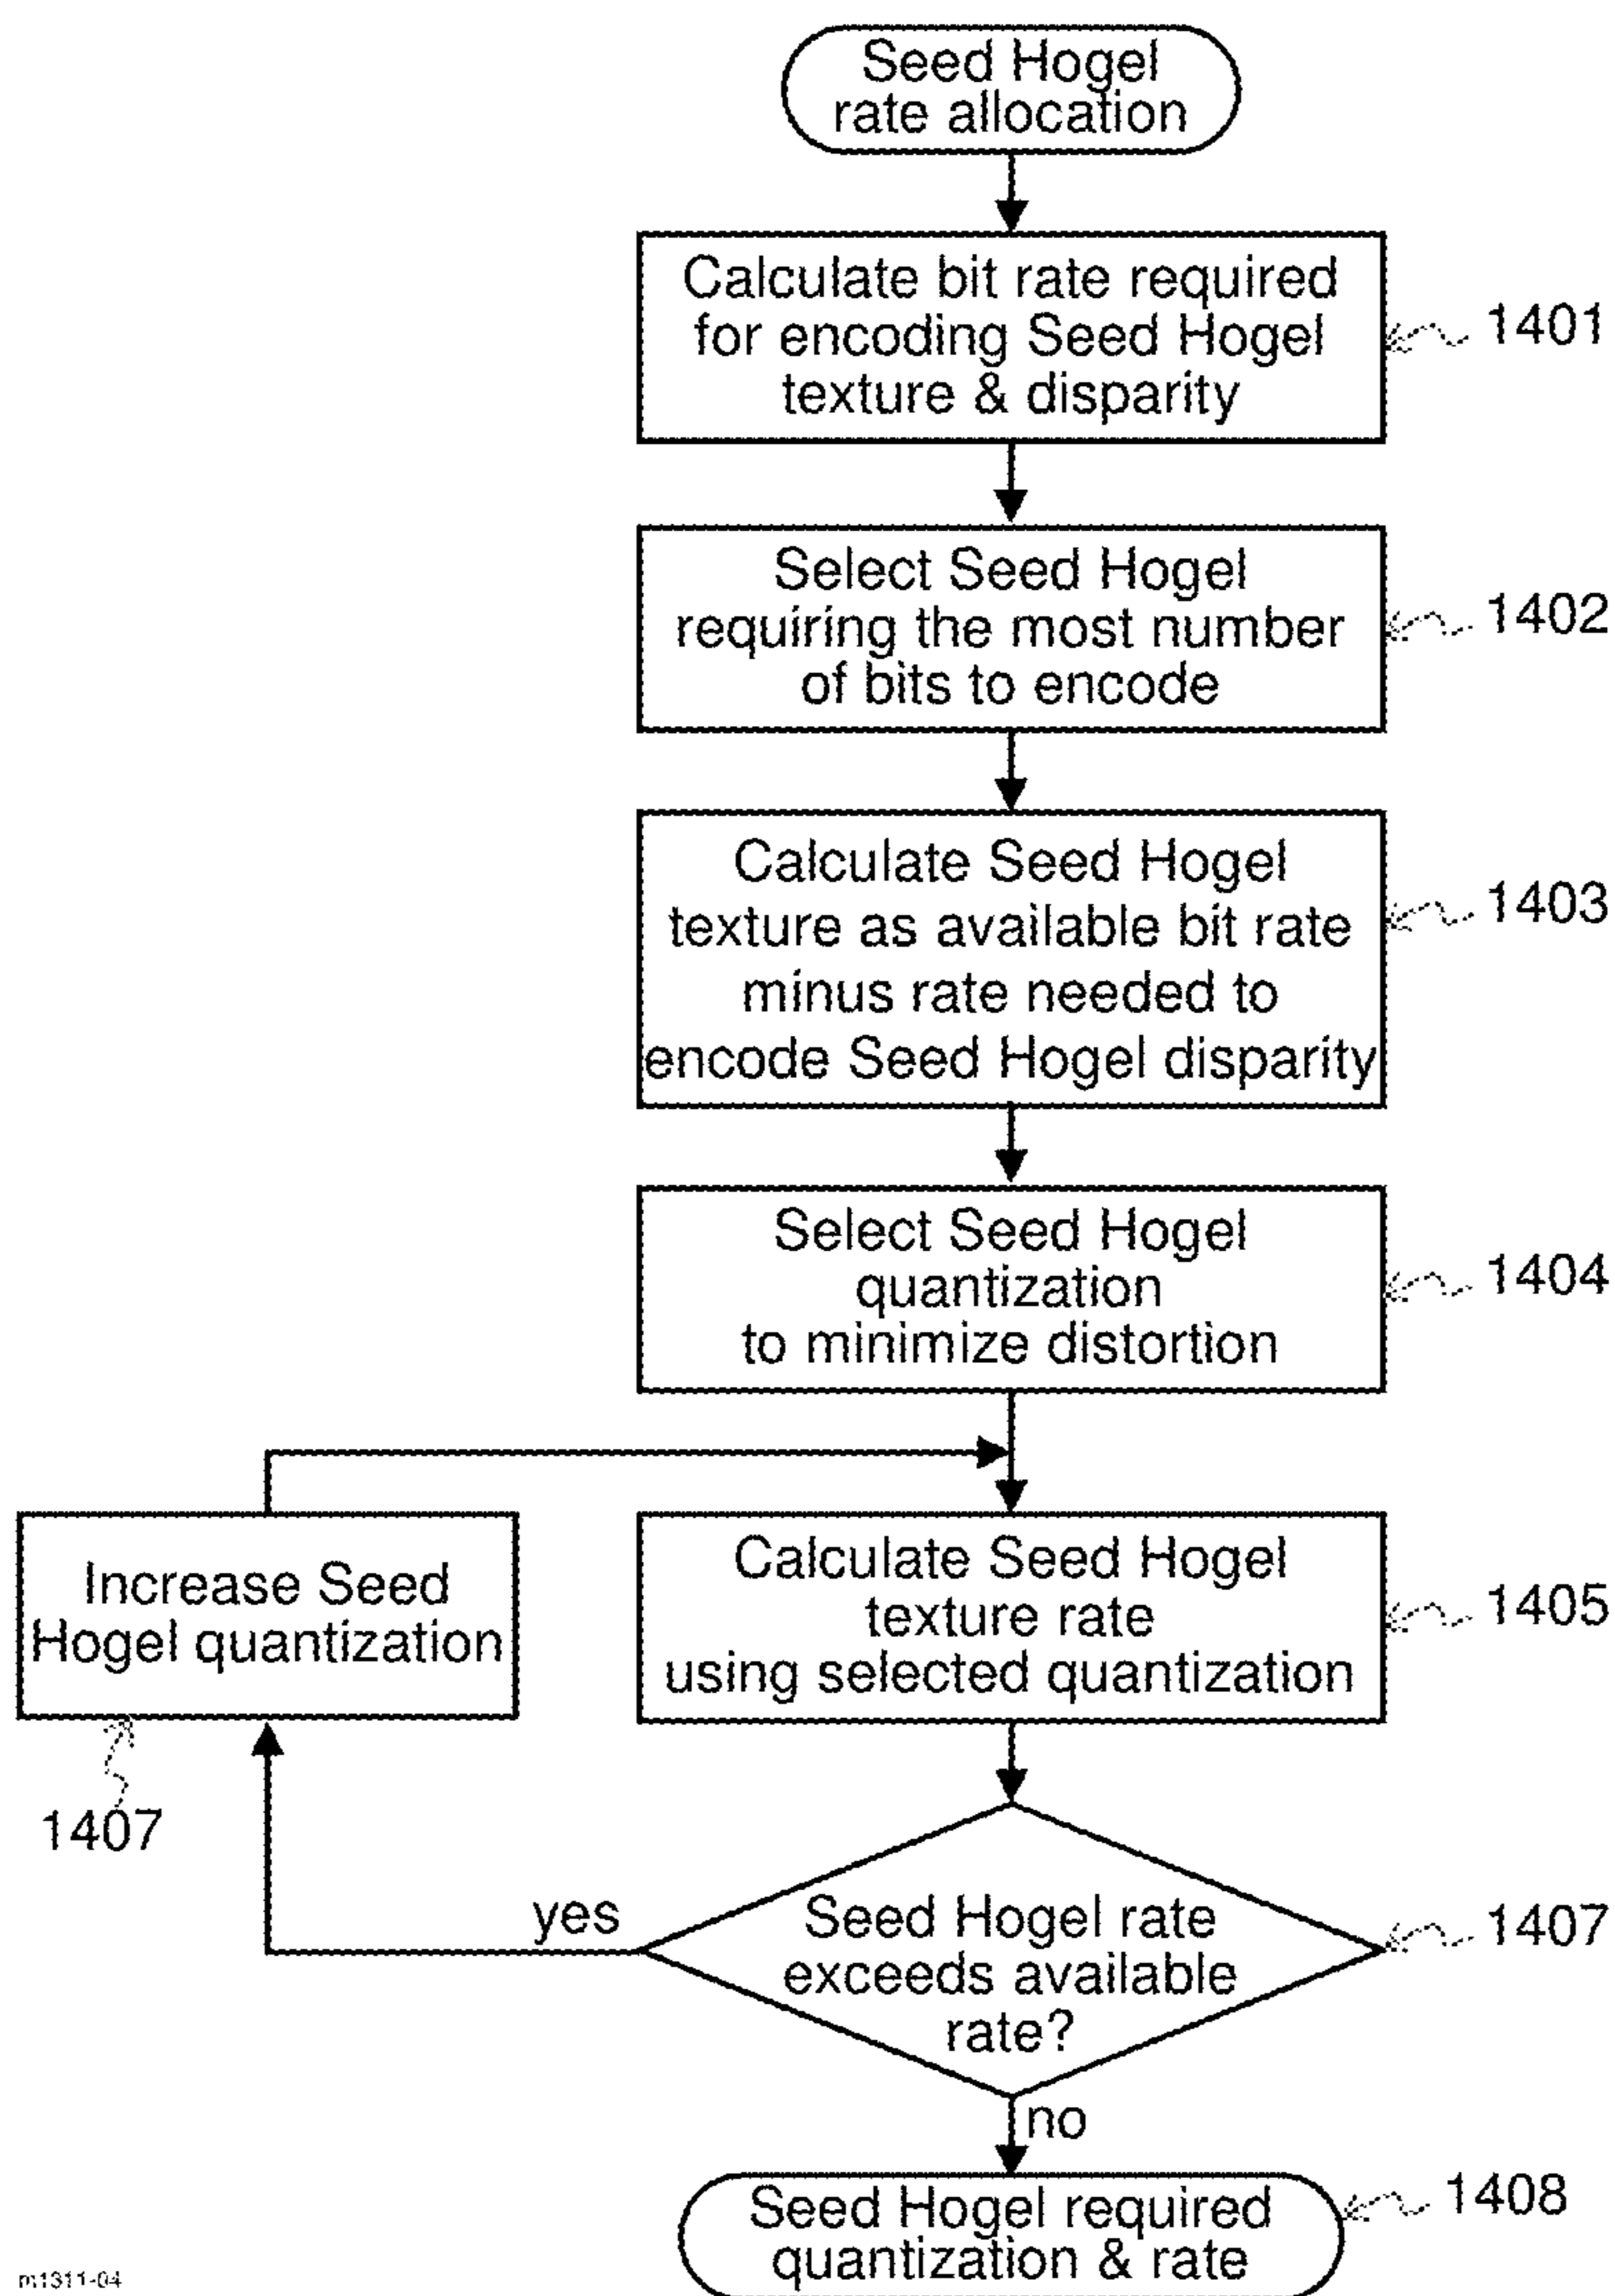 Seed Hogel
rate allocation
Calculate bit rate required
for encoding Seed Hogel
texture & disparity
1401
Select Seed Hogel
requiring the most number
of bits to encode
1402
Calculate Seed Hogel
texture as available bit rate
minus rate needed to
encode Seed Hogel disparity
1403
Select Seed Hogel
quantization
to minimize distortion
1404
Increase Seed
Hogel quantization
1407
Calculate Seed Hogel
texture rate
using selected quantization
1405
yes
Seed Hogel rate
exceeds available
rate?
1407
no
Seed Hogel required
quantization & rate
1408
m1311-04